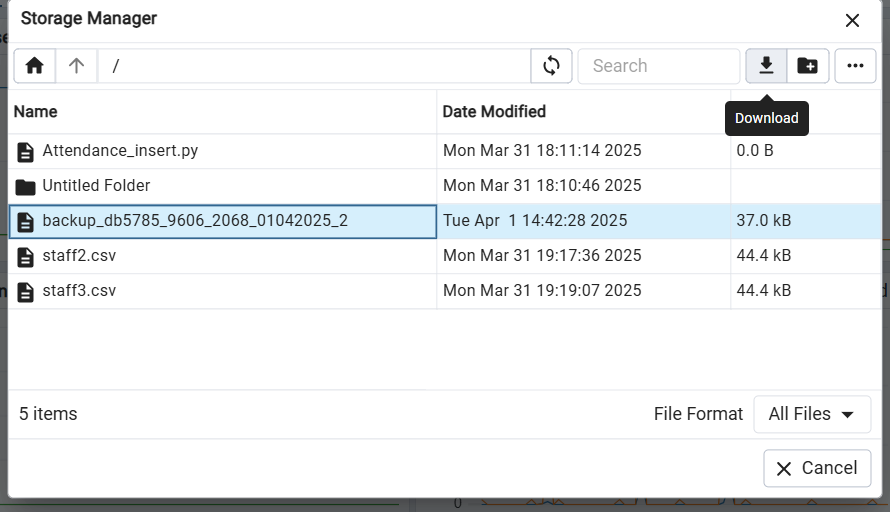 Storage Manager
/
Search
Download
Name
Date Modified
Attendance_insert.py
Mon Mar 31 18:11:14 2025
0.0 B
Untitled Folder
Mon Mar 31 18:10:46 2025
backup_db5785_9606_2068_01042025_2
Tue Apr 1 14:42:28 2025
37.0 kB
staff2.csv
Mon Mar 31 19:17:36 2025
44.4 kB
staff3.csv
Mon Mar 31 19:19:07 2025
44.4 kB
5 items
File Format
All Files
Cancel
0